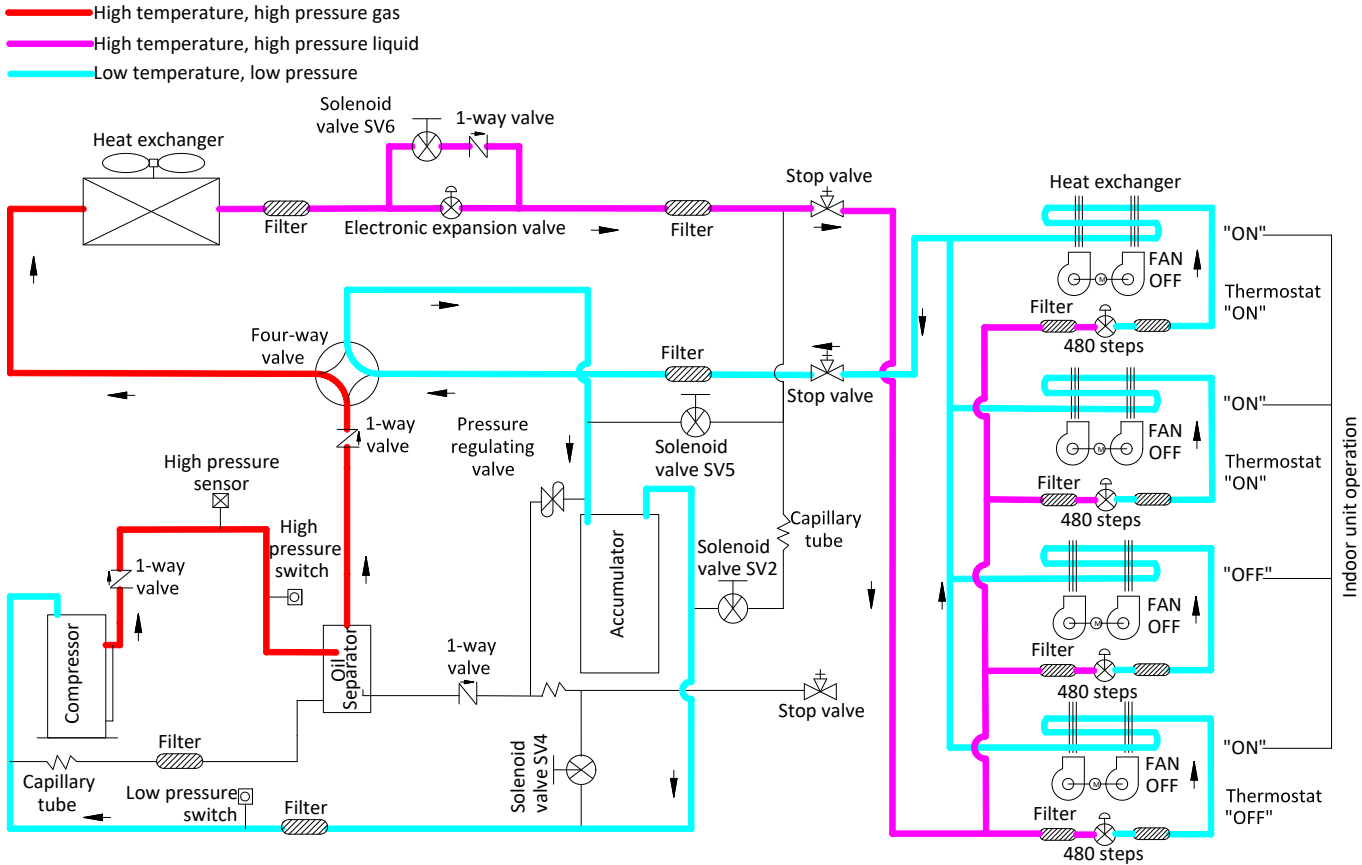 High temperature, high pressure gas
High temperature, high pressure liquid
Low temperature, low pressure
Solenoid
valve SV6
1-way valve
Heat exchanger
Filter
Electronic expansion valve
Filter
Stop valve
Four-way
valve
Filter
Stop valve
1-way
valve
Pressure
regulating
valve
Solenoid
valve SV5
High pressure
sensor
High
pressure
switch
1-way
valve
Capillary
tube
Solenoid
valve SV2
Accumulator
Compressor
Oil
Separator
1-way
valve
Stop valve
Filter
Capillary
tube
Low pressure
switch
Filter
Solenoid
valve SV4
Heat exchanger
"ON"
FAN
OFF
M
Filter
Thermostat
"ON"
480 steps
"ON"
FAN
OFF
M
Filter
Thermostat
"ON"
480 steps
"OFF"
FAN
OFF
M
Filter
480 steps
"ON"
FAN
OFF
M
Filter
Thermostat
"OFF"
480 steps
Indoor unit operation